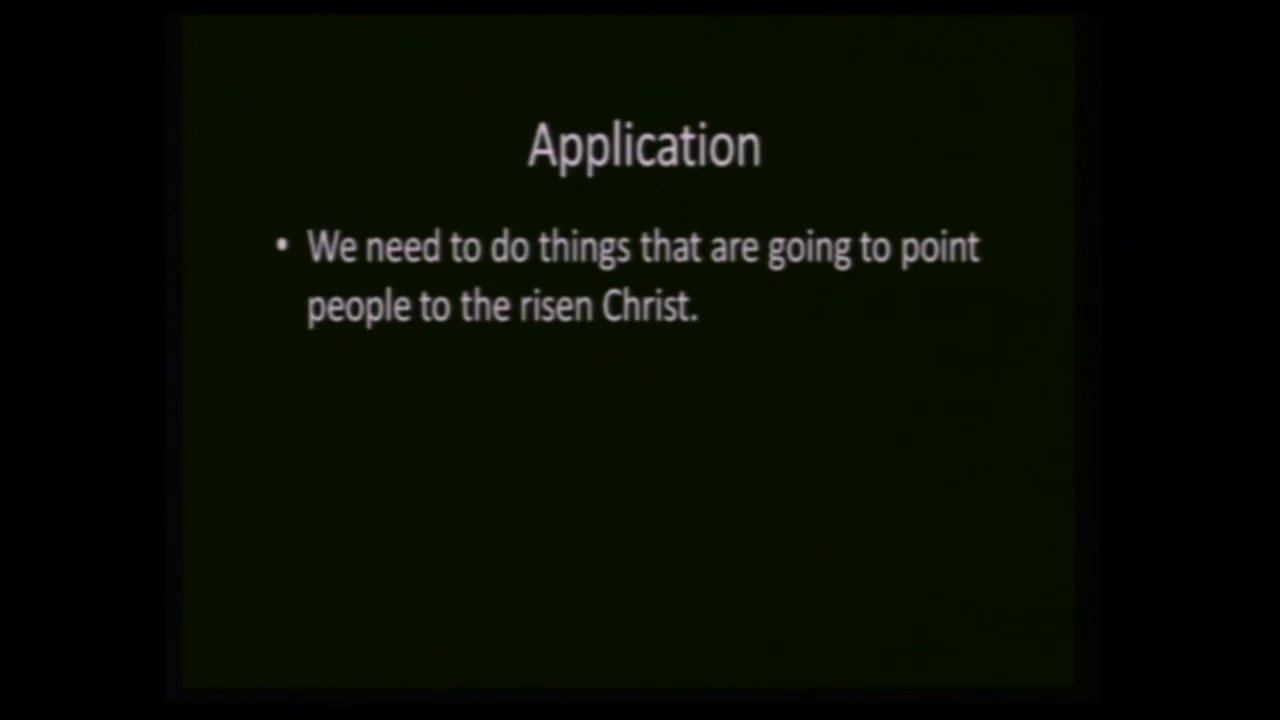 Application
• We need to do things that are going to point
people to the risen Christ.